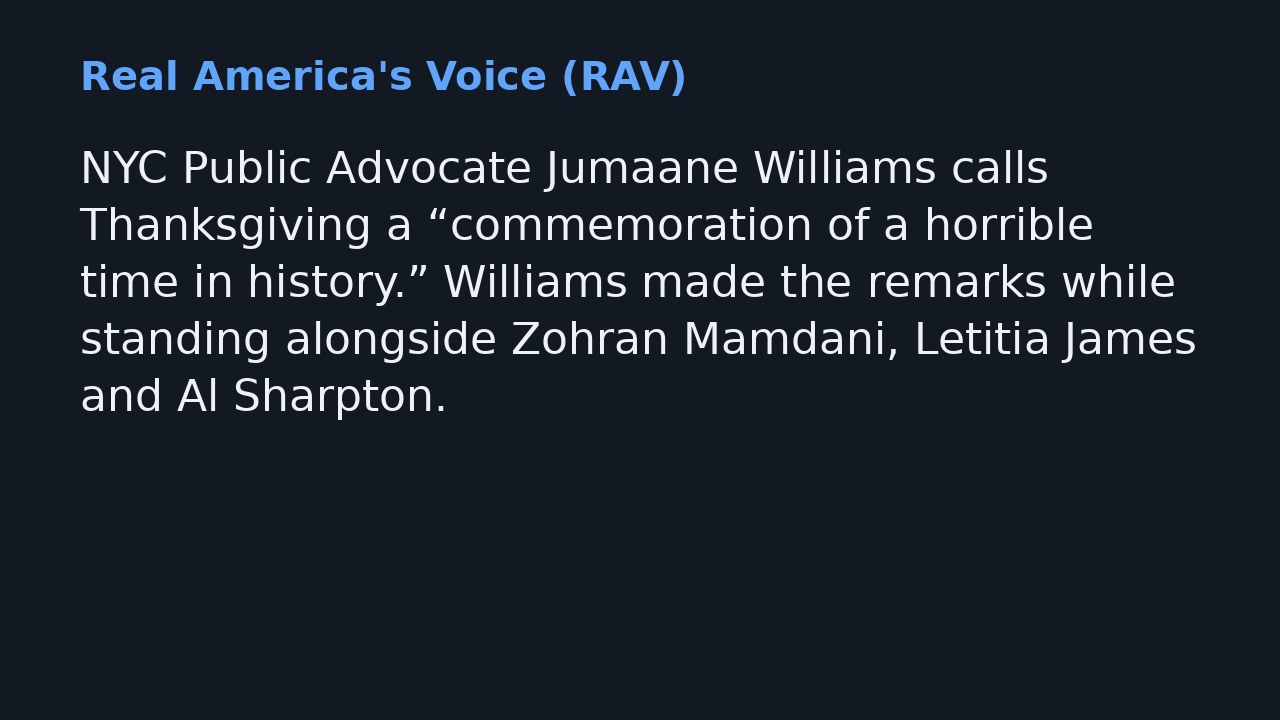 Real America's Voice (RAV)
NYC Public Advocate Jumaane Williams calls
Thanksgiving a “commemoration of a horrible
time in history.” Williams made the remarks while
standing alongside Zohran Mamdani, Letitia James
and Al Sharpton.